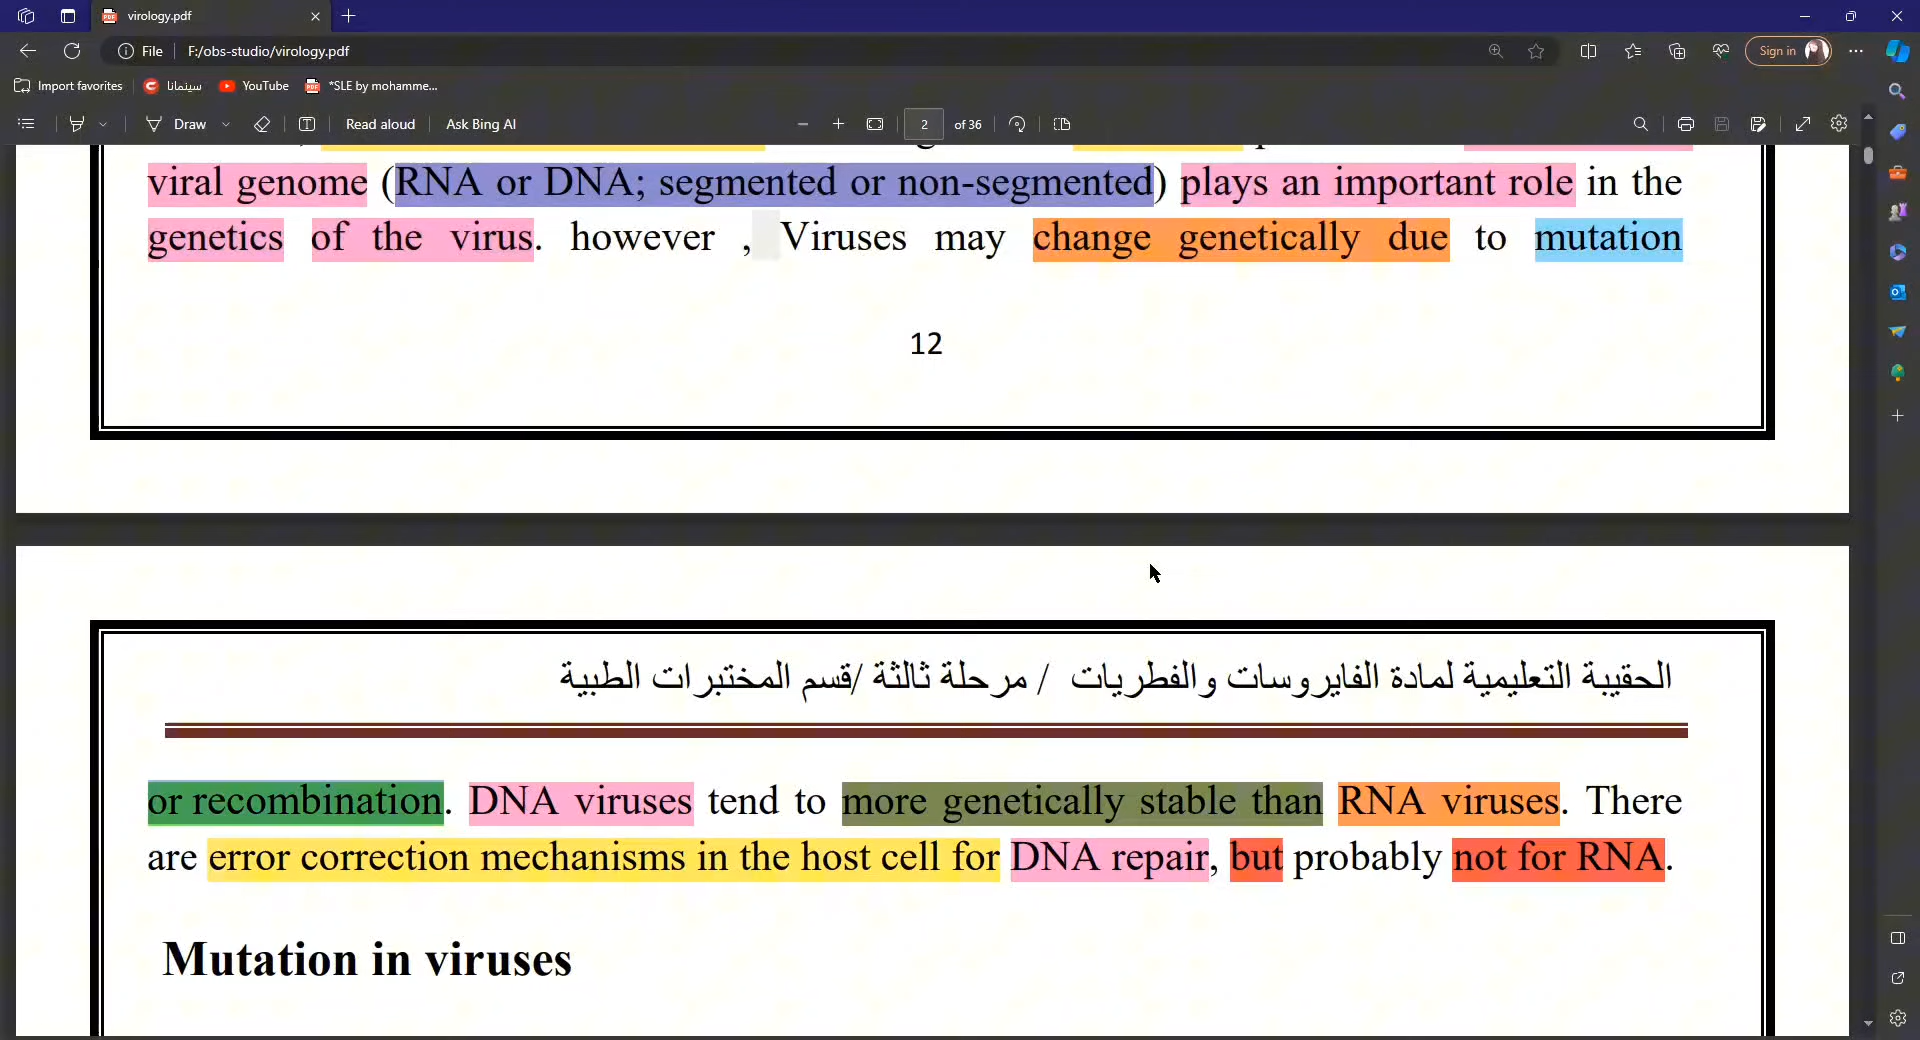 virology.pdf
File F:/obs-studio/virology.pdf
Sign in
Import favorites سينمانا YouTube *SLE by mohamme...
Draw Read aloud Ask Bing AI 2 of 36
viral genome (RNA or DNA; segmented or non-segmented) plays an important role in the
genetics of the virus. however , Viruses may change genetically due to mutation
12
الحقيبة التعليمية لمادة الفايروسات والفطريات / مرحلة ثالثة /قسم المختبرات الطبية
or recombination. DNA viruses tend to more genetically stable than RNA viruses. There
are error correction mechanisms in the host cell for DNA repair, but probably not for RNA.
Mutation in viruses